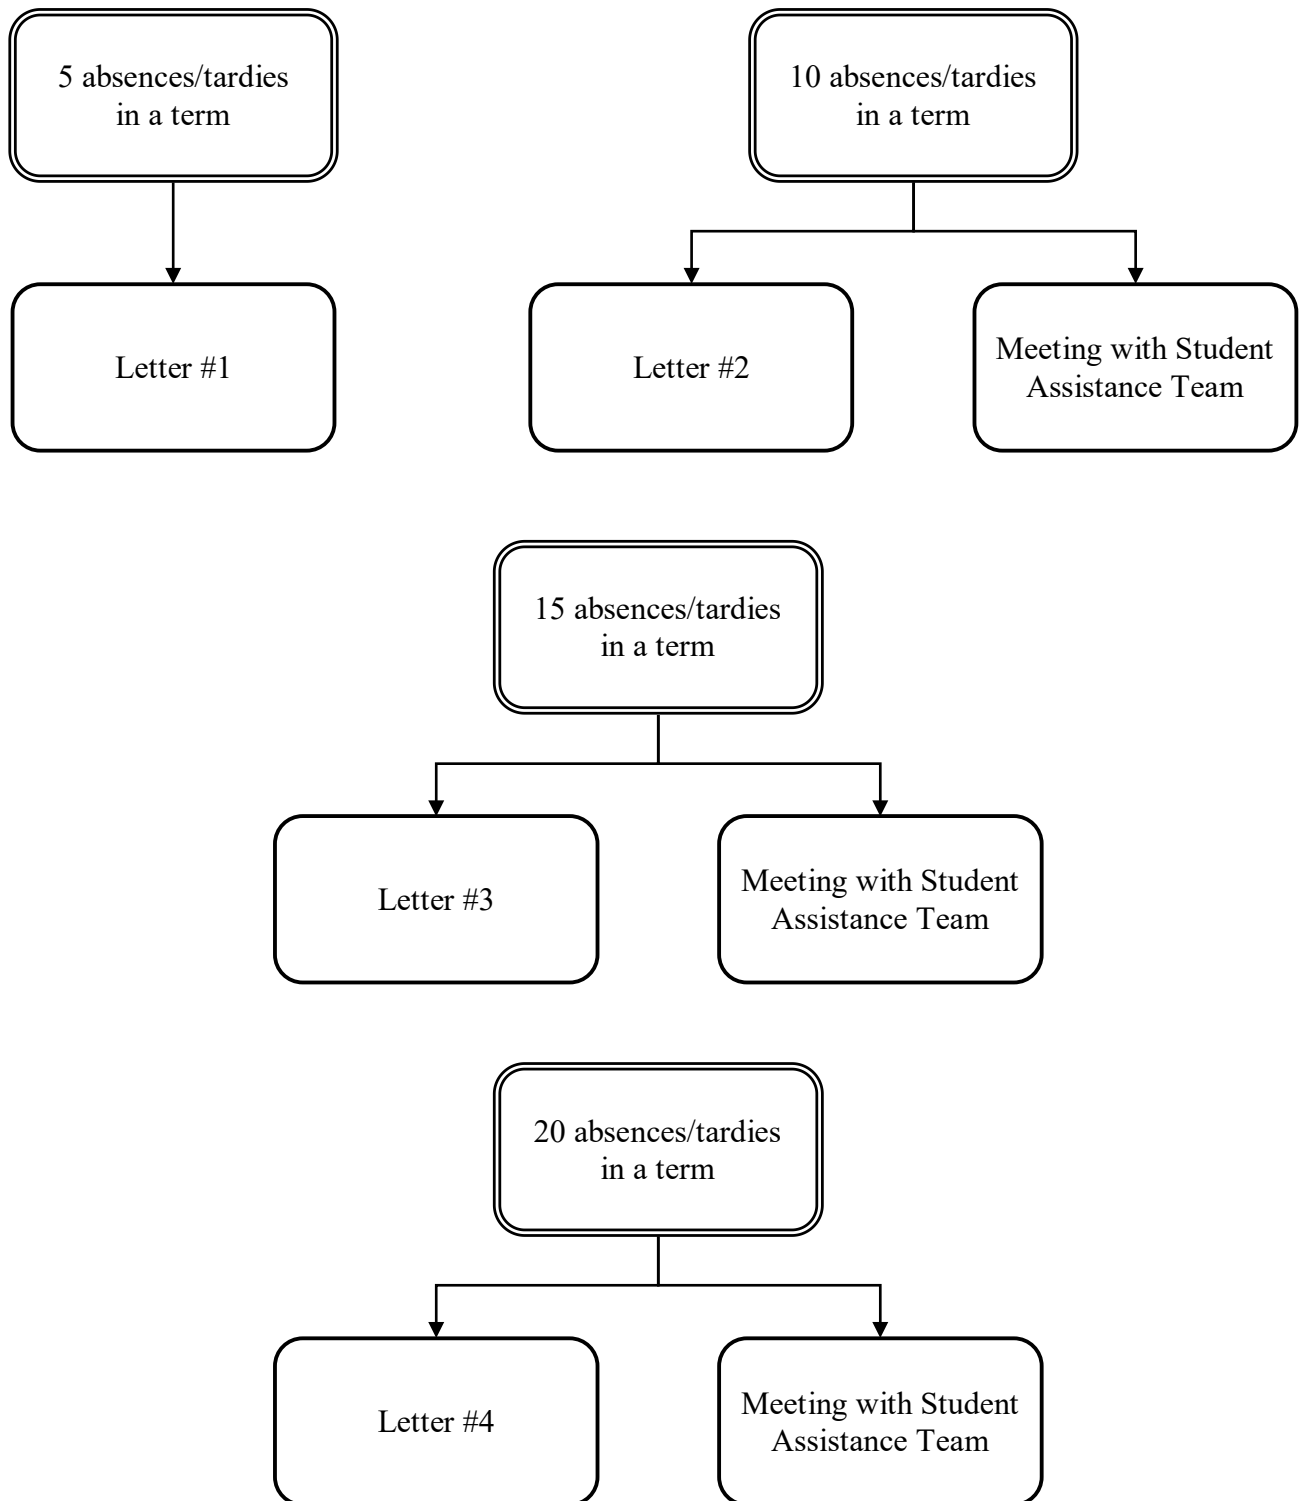 5 absences/tardies
in a term
10 absences/tardies
in a term
Letter #1
Letter #2
Meeting with Student
Assistance Team
15 absences/tardies
in a term
Letter #3
Meeting with Student
Assistance Team
20 absences/tardies
in a term
Letter #4
Meeting with Student
Assistance Team